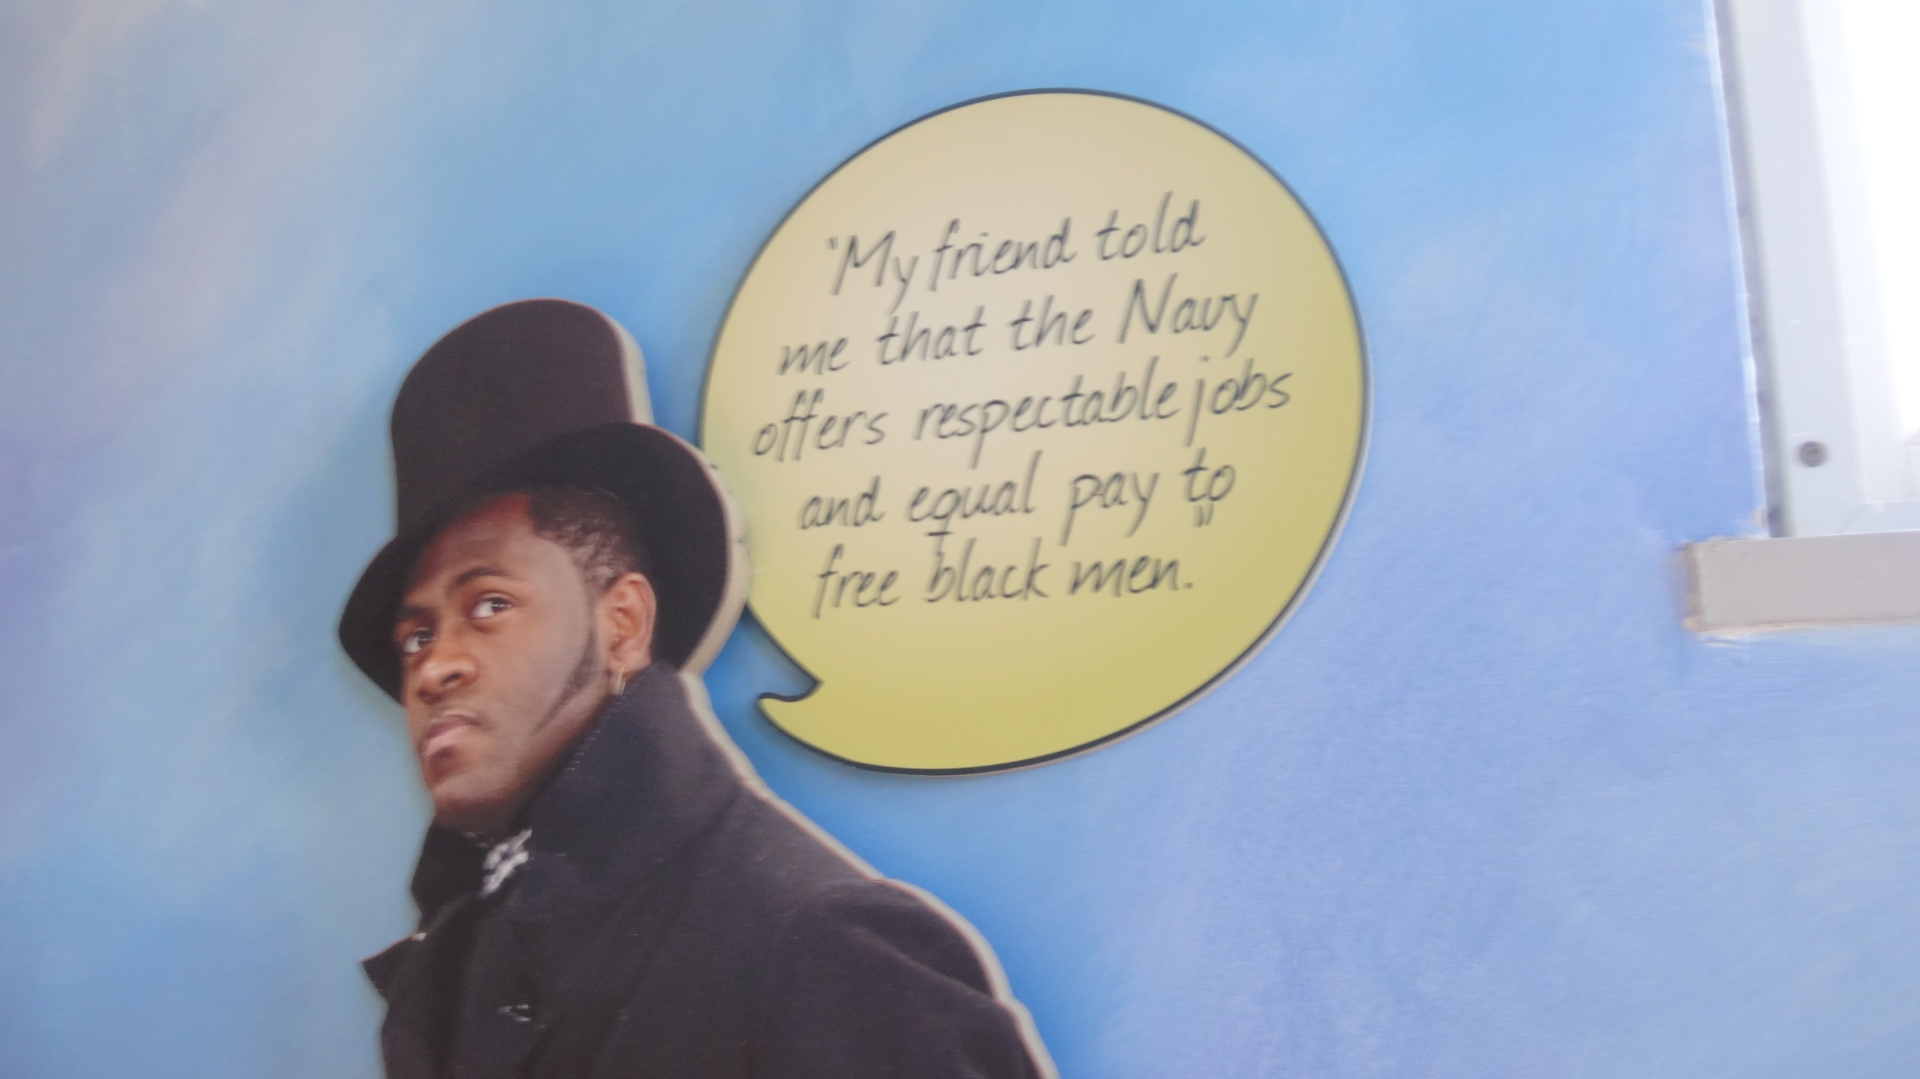 "My friend told
me that the Navy
offers respectable jobs
and equal pay to
free black men."